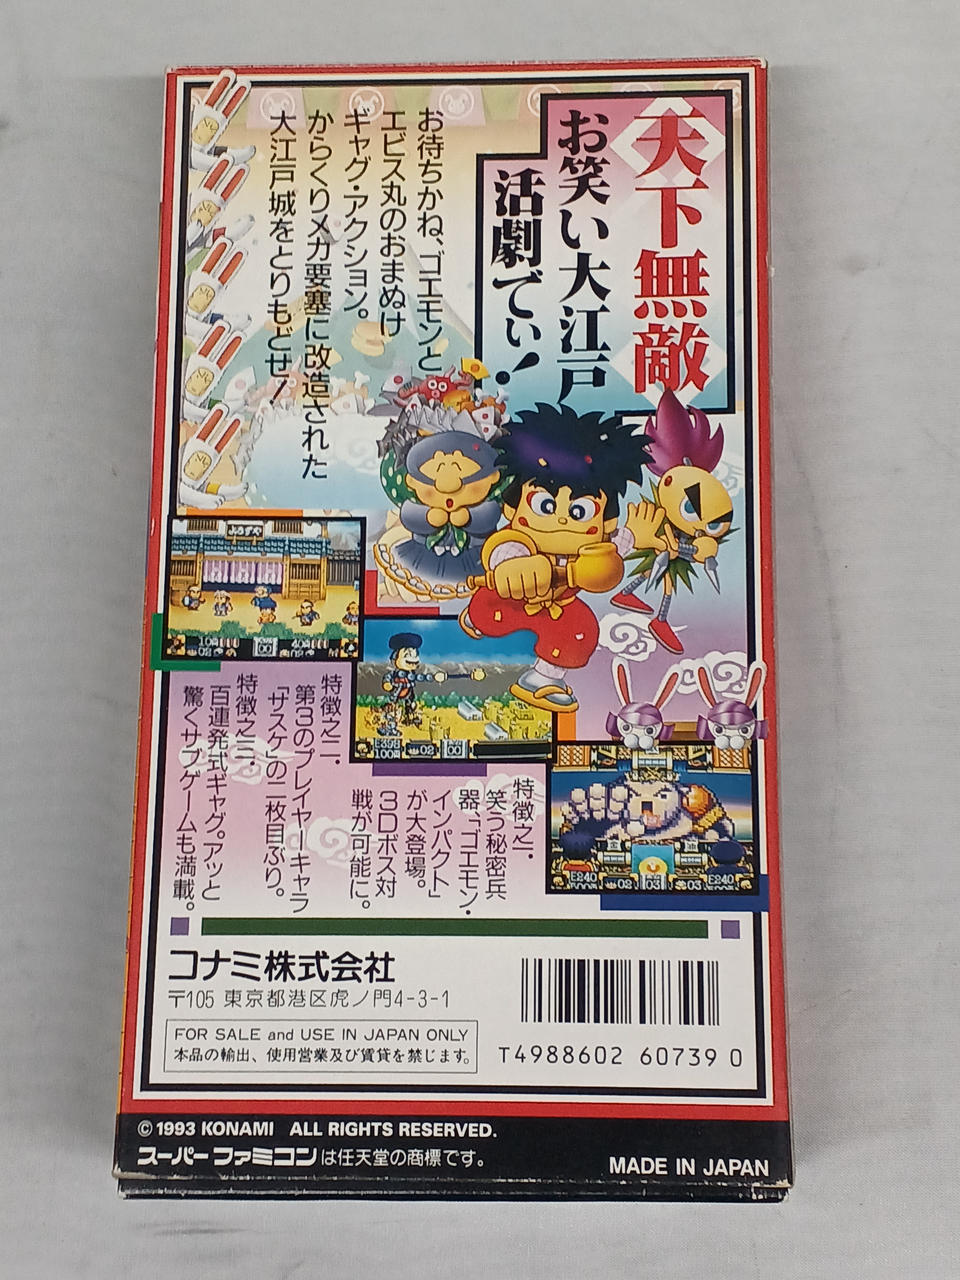 天下無敵
お笑い大江戸
活劇でぃ!
お待ちかね、ゴエモンと
エビス丸のおまぬけ
ギャグ・アクション。
からくりメカ要塞に改造された
大江戸城をとりもどせ!
よろずや
特徴之一.
笑う秘密兵
器、「ゴエモン・
インパクト」
が大登場。
3Dボス対
戦が可能に。
特徴之二.
第3のプレイヤーキャラ
「サスケ」の二枚目ぶり。
特徴之三.
百連発式ギャグ。アッと
驚くサブゲームも満載。
コナミ株式会社
〒105 東京都港区虎ノ門4-3-1
FOR SALE and USE IN JAPAN ONLY
本品の輸出、使用営業及び賃貸を禁じます。
T4988602 60739 0
© 1993 KONAMI ALL RIGHTS RESERVED.
スーパーファミコンは任天堂の商標です。
MADE IN JAPAN